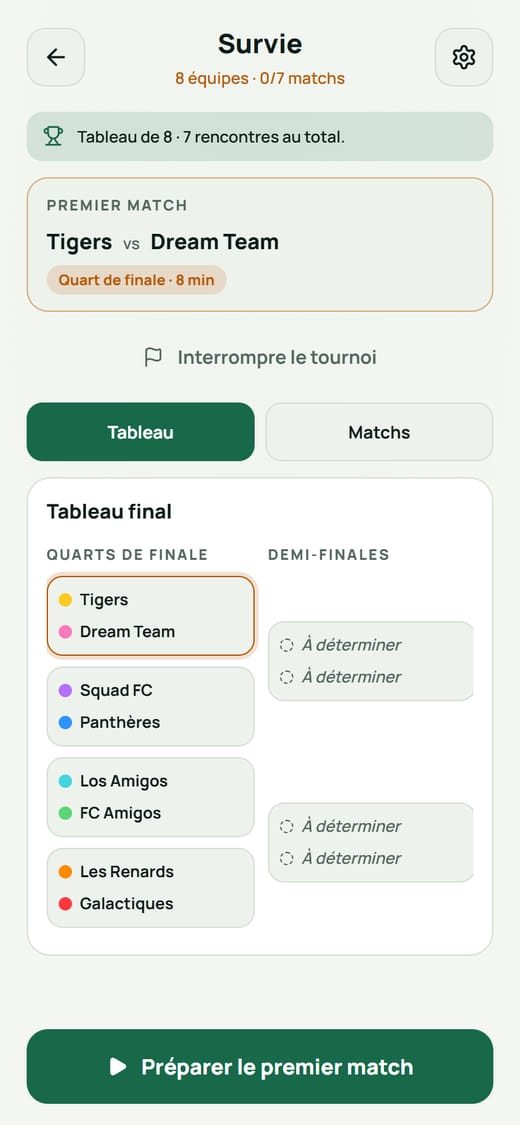 Survie
8 équipes · 0/7 matchs
Tableau de 8 · 7 rencontres au total.
PREMIER MATCH
Tigers vs Dream Team
Quart de finale · 8 min
Interrompre le tournoi
Tableau
Matchs
Tableau final
QUARTS DE FINALE
Tigers
Dream Team
Squad FC
Panthères
Los Amigos
FC Amigos
Les Renards
Galactiques
DEMI-FINALES
À déterminer
À déterminer
À déterminer
À déterminer
Préparer le premier match